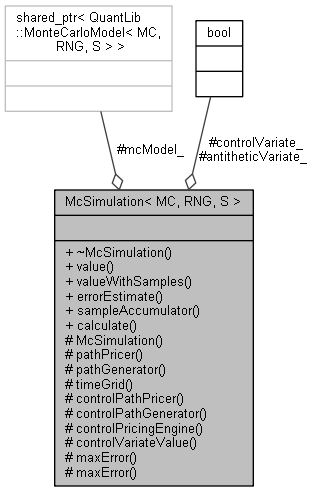 shared_ptr< QuantLib
::MonteCarloModel< MC,
RNG, S > >
bool
#mcModel_
#controlVariate_
#antitheticVariate_
McSimulation< MC, RNG, S >
+ ~McSimulation()
+ value()
+ valueWithSamples()
+ errorEstimate()
+ sampleAccumulator()
+ calculate()
# McSimulation()
# pathPricer()
# pathGenerator()
# timeGrid()
# controlPathPricer()
# controlPathGenerator()
# controlPricingEngine()
# controlVariateValue()
# maxError()
# maxError()